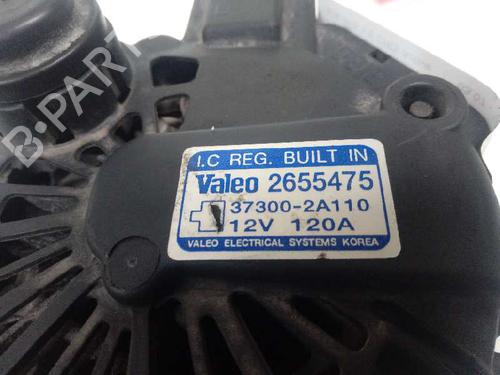 I.C REG. BUILT IN
Valeo 2655475
37300-2A110
12V 120A
VALEO ELECTRICAL SYSTEMS KOREA
B-PART